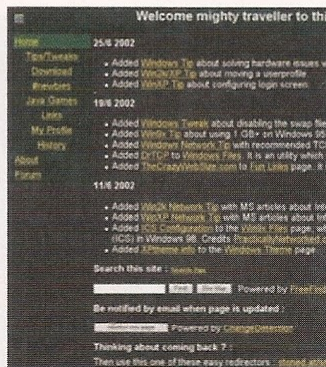 Welcome mighty traveller to th
Home
Tips/Tweaks
Download
Previews
Java Games
Links
My Profile
History
About
Forum
25/6 2002
Added Windows Tip about solving hardware issues w
Added Win2k/XP Tip about moving a userprofile
Added WinXP Tip about configuring login screen
19/6 2002
Added Windows Tweak about disabling the swap file
Added Win9x Tip about using 1 GB+ on Windows 95
Added Windows Network Tip with recommended TC
Added DrTCP to Windows Files. It is an utility which
Added TheCrazyWebSite.com to Fun Links page. It
11/6 2002
Added Win2k Network Tip with MS articles about Int
Added WinXP Network Tip with MS articles about Int
Added ICS Configuration to the Win9x Files page, wh
(ICS) in Windows 98. Credits PracticallyNetworked
Added XPtheme.info to the Windows Theme page
Search this site :
Find Site Map Powered by FreeFind
Be notified by email when page is updated :
Powered by ChangeDetection
Thinking about coming back ? :
Then use this one of these easy redirectors -